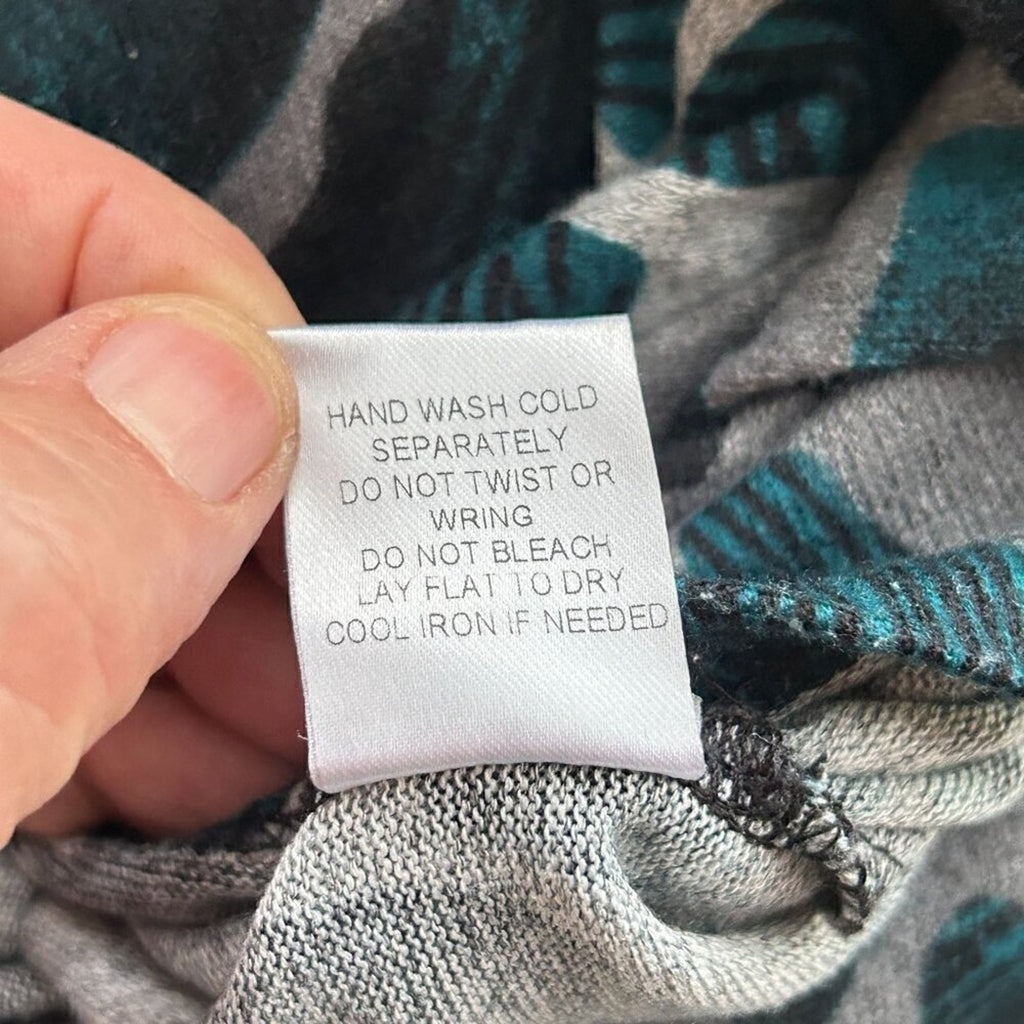 HAND WASH COLD
SEPARATELY
DO NOT TWIST OR
WRING
DO NOT BLEACH
LAY FLAT TO DRY
COOL IRON IF NEEDED